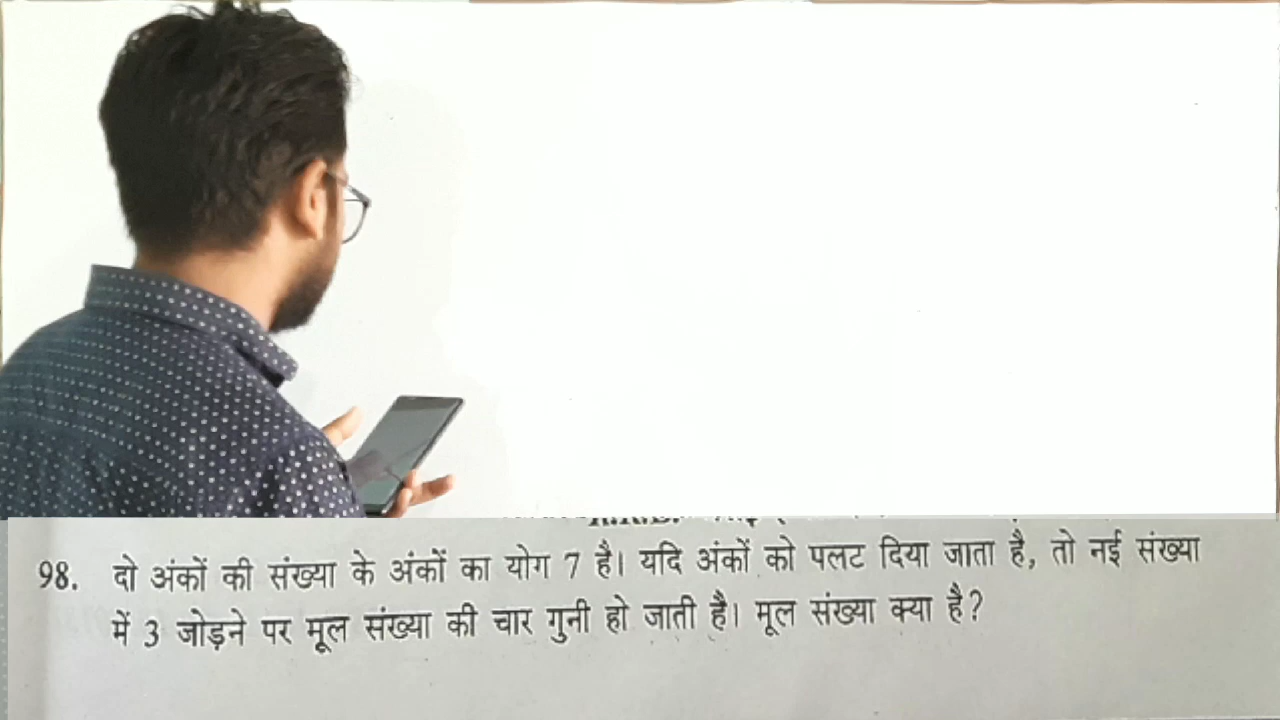 98. दो अंकों की संख्या के अंकों का योग 7 है। यदि अंकों को पलट दिया जाता है, तो नई संख्या
में 3 जोड़ने पर मूल संख्या की चार गुनी हो जाती है। मूल संख्या क्या है?